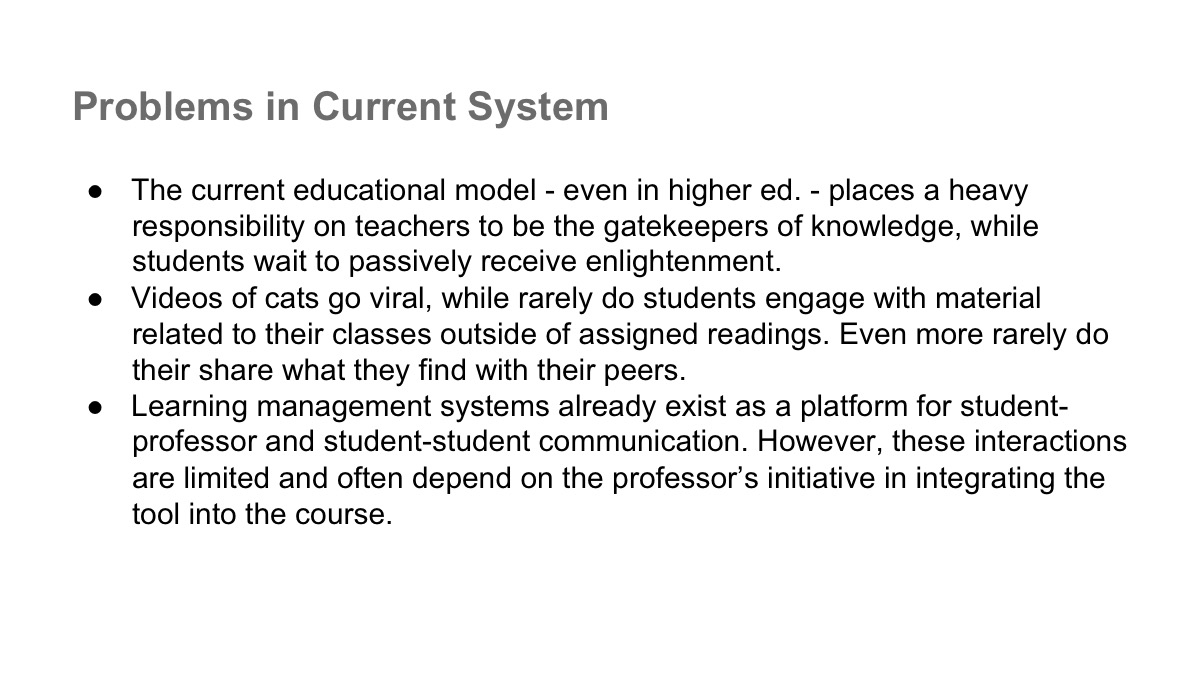 Problems in Current System
● The current educational model - even in higher ed. - places a heavy
responsibility on teachers to be the gatekeepers of knowledge, while
students wait to passively receive enlightenment.
● Videos of cats go viral, while rarely do students engage with material
related to their classes outside of assigned readings. Even more rarely do
their share what they find with their peers.
● Learning management systems already exist as a platform for student-
professor and student-student communication. However, these interactions
are limited and often depend on the professor’s initiative in integrating the
tool into the course.